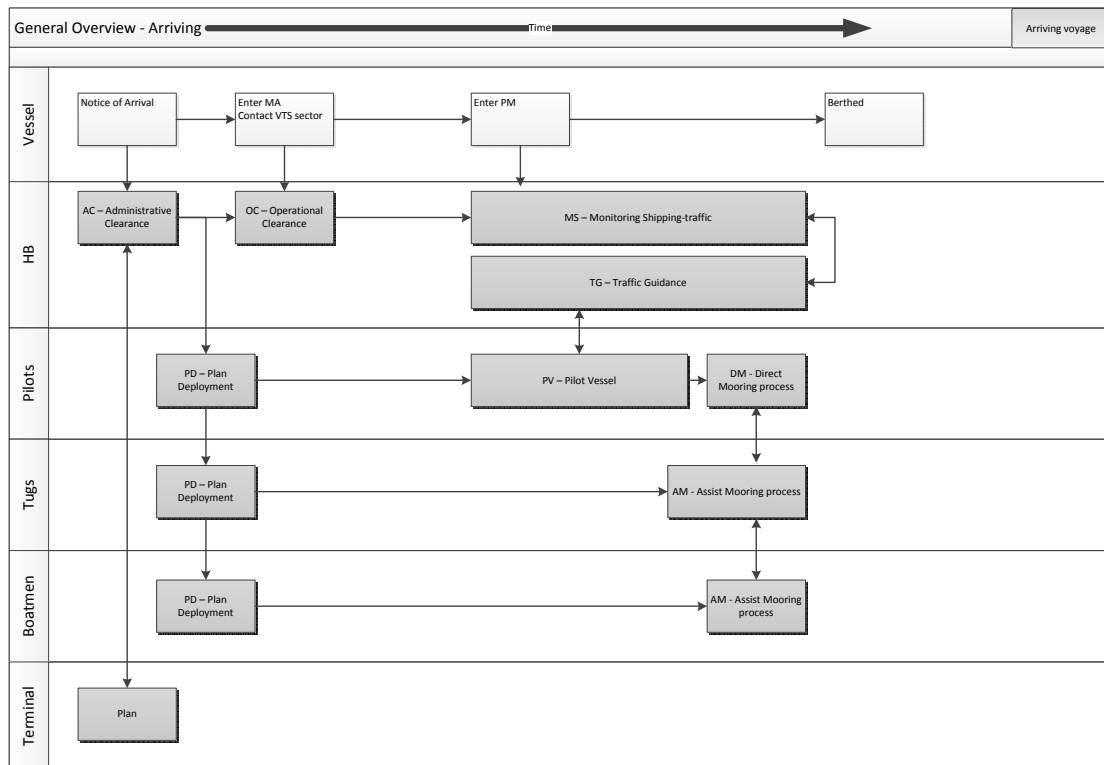 General Overview - Arriving
Time
Arriving voyage
Vessel
Notice of Arrival
Enter MA
Contact VTS sector
Enter PM
Berthed
HB
AC – Administrative
Clearance
OC – Operational
Clearance
MS – Monitoring Shipping-traffic
TG – Traffic Guidance
Pilots
PD – Plan
Deployment
PV – Pilot Vessel
DM - Direct
Mooring process
Tugs
PD – Plan
Deployment
AM - Assist Mooring process
Boatmen
PD – Plan
Deployment
AM - Assist Mooring
process
Terminal
Plan